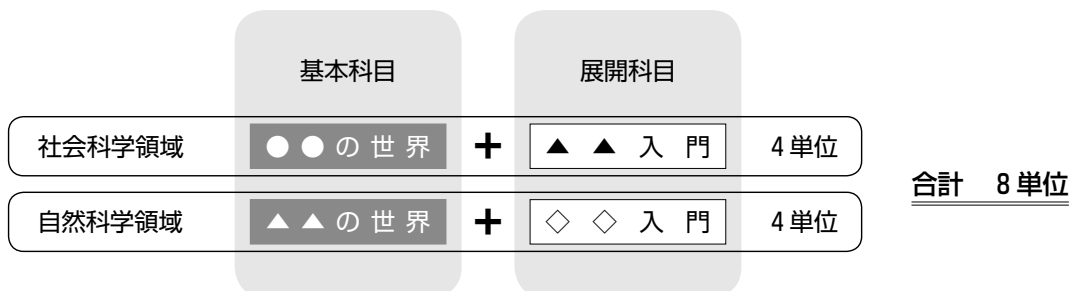 基本科目 展開科目
社会科学領域 ●●の世界 + ▲▲入門 4単位
合計 8単位
自然科学領域 ▲▲の世界 + ◇◇入門 4単位